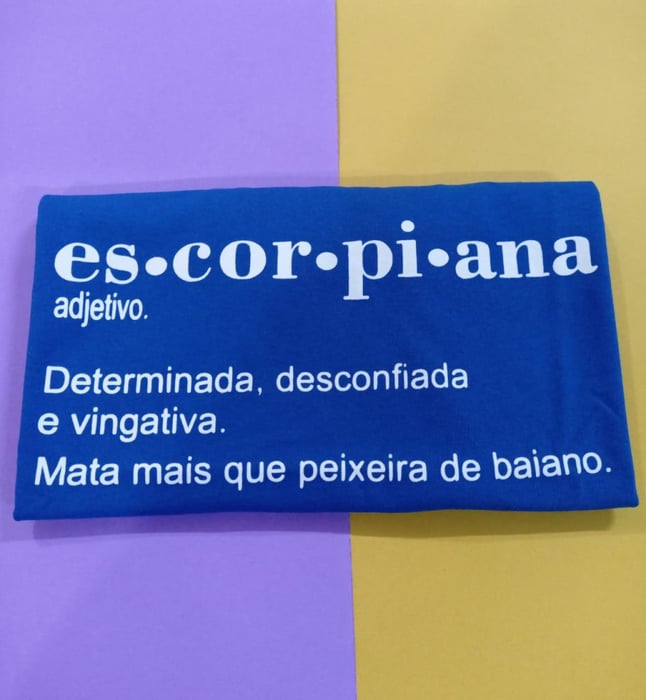 es•cor•pi•ana
adjetivo.
Determinada, desconfiada
e vingativa.
Mata mais que peixeira de baiano.